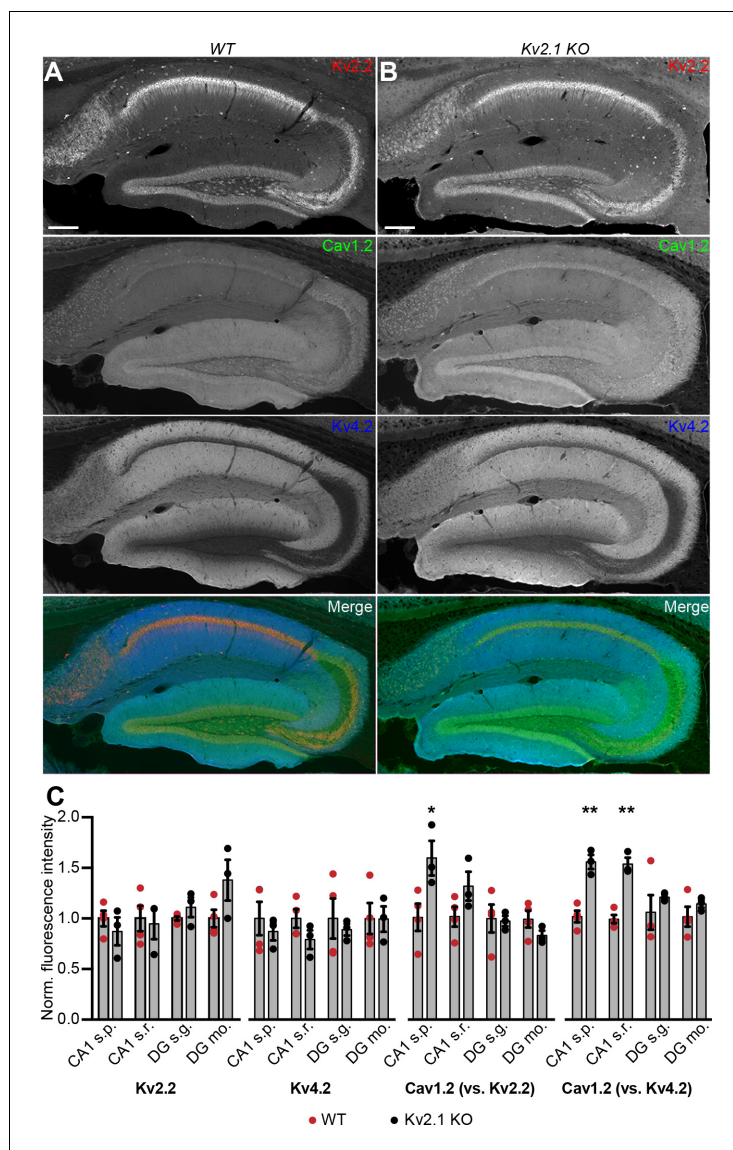 WT
Kv2.1 KO
A
Kv2.2
B
Kv2.2
Cav1.2
Cav1.2
Kv4.2
Kv4.2
Merge
Merge
C
Norm. fluorescence intensity
2.0
1.5
1.0
0.5
0.0
*
**
**
CA1 s.p.
CA1 s.r.
DG s.g.
DG mo.
CA1 s.p.
CA1 s.r.
DG s.g.
DG mo.
CA1 s.p.
CA1 s.r.
DG s.g.
DG mo.
CA1 s.p.
CA1 s.r.
DG s.g.
DG mo.
Kv2.2
Kv4.2
Cav1.2 (vs. Kv2.2)
Cav1.2 (vs. Kv4.2)
WT
Kv2.1 KO